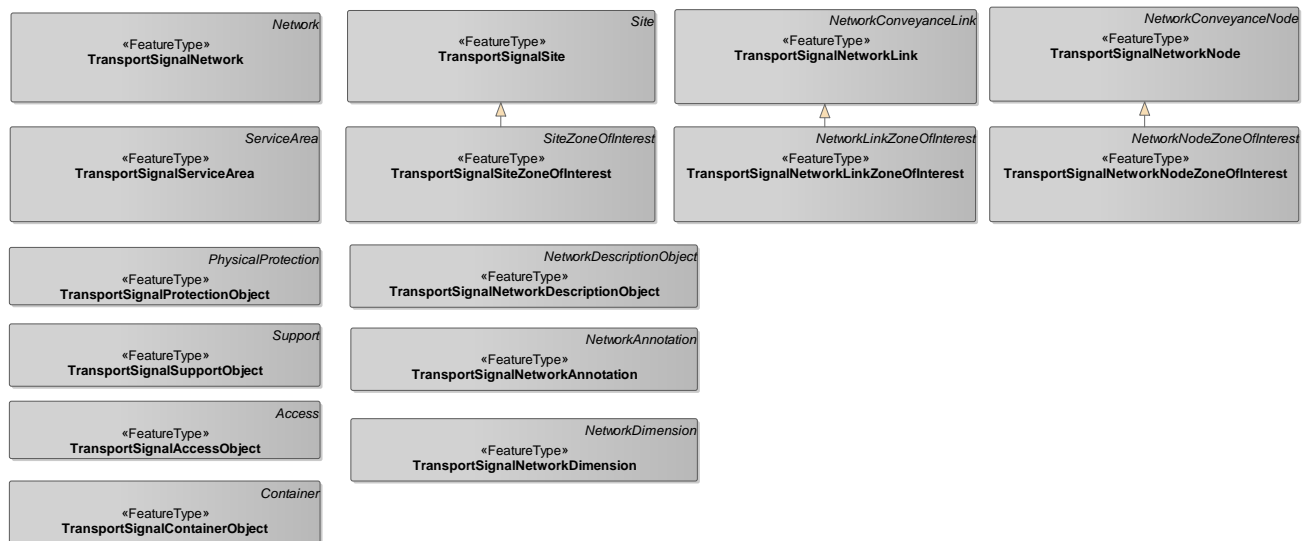 Network
«FeatureType»
TransportSignalNetwork
Site
«FeatureType»
TransportSignalSite
NetworkConveyanceLink
«FeatureType»
TransportSignalNetworkLink
NetworkConveyanceNode
«FeatureType»
TransportSignalNetworkNode
ServiceArea
«FeatureType»
TransportSignalServiceArea
SiteZoneOfInterest
«FeatureType»
TransportSignalSiteZoneOfInterest
NetworkLinkZoneOfInterest
«FeatureType»
TransportSignalNetworkLinkZoneOfInterest
NetworkNodeZoneOfInterest
«FeatureType»
TransportSignalNetworkNodeZoneOfInterest
PhysicalProtection
«FeatureType»
TransportSignalProtectionObject
NetworkDescriptionObject
«FeatureType»
TransportSignalNetworkDescriptionObject
Support
«FeatureType»
TransportSignalSupportObject
NetworkAnnotation
«FeatureType»
TransportSignalNetworkAnnotation
Access
«FeatureType»
TransportSignalAccessObject
NetworkDimension
«FeatureType»
TransportSignalNetworkDimension
Container
«FeatureType»
TransportSignalContainerObject